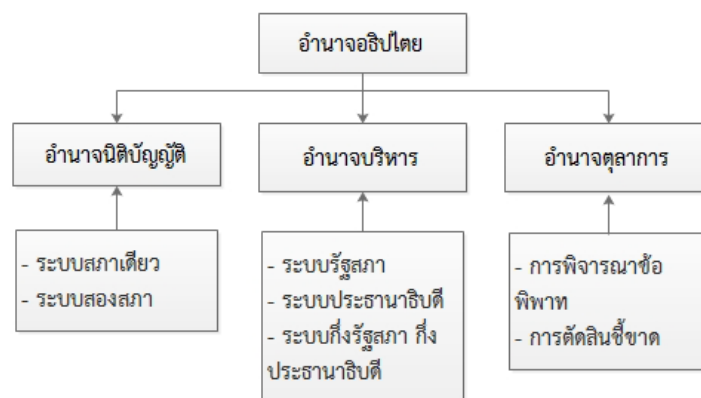 อำนาจอธิปไตย
อำนาจนิติบัญญัติ
อำนาจบริหาร
อำนาจตุลาการ
- ระบบสภาเดียว
- ระบบสองสภา
- ระบบรัฐสภา
- ระบบประธานาธิบดี
- ระบบกึ่งรัฐสภา กึ่ง
ประธานาธิบดี
- การพิจารณาข้อ
พิพาท
- การตัดสินชี้ขาด